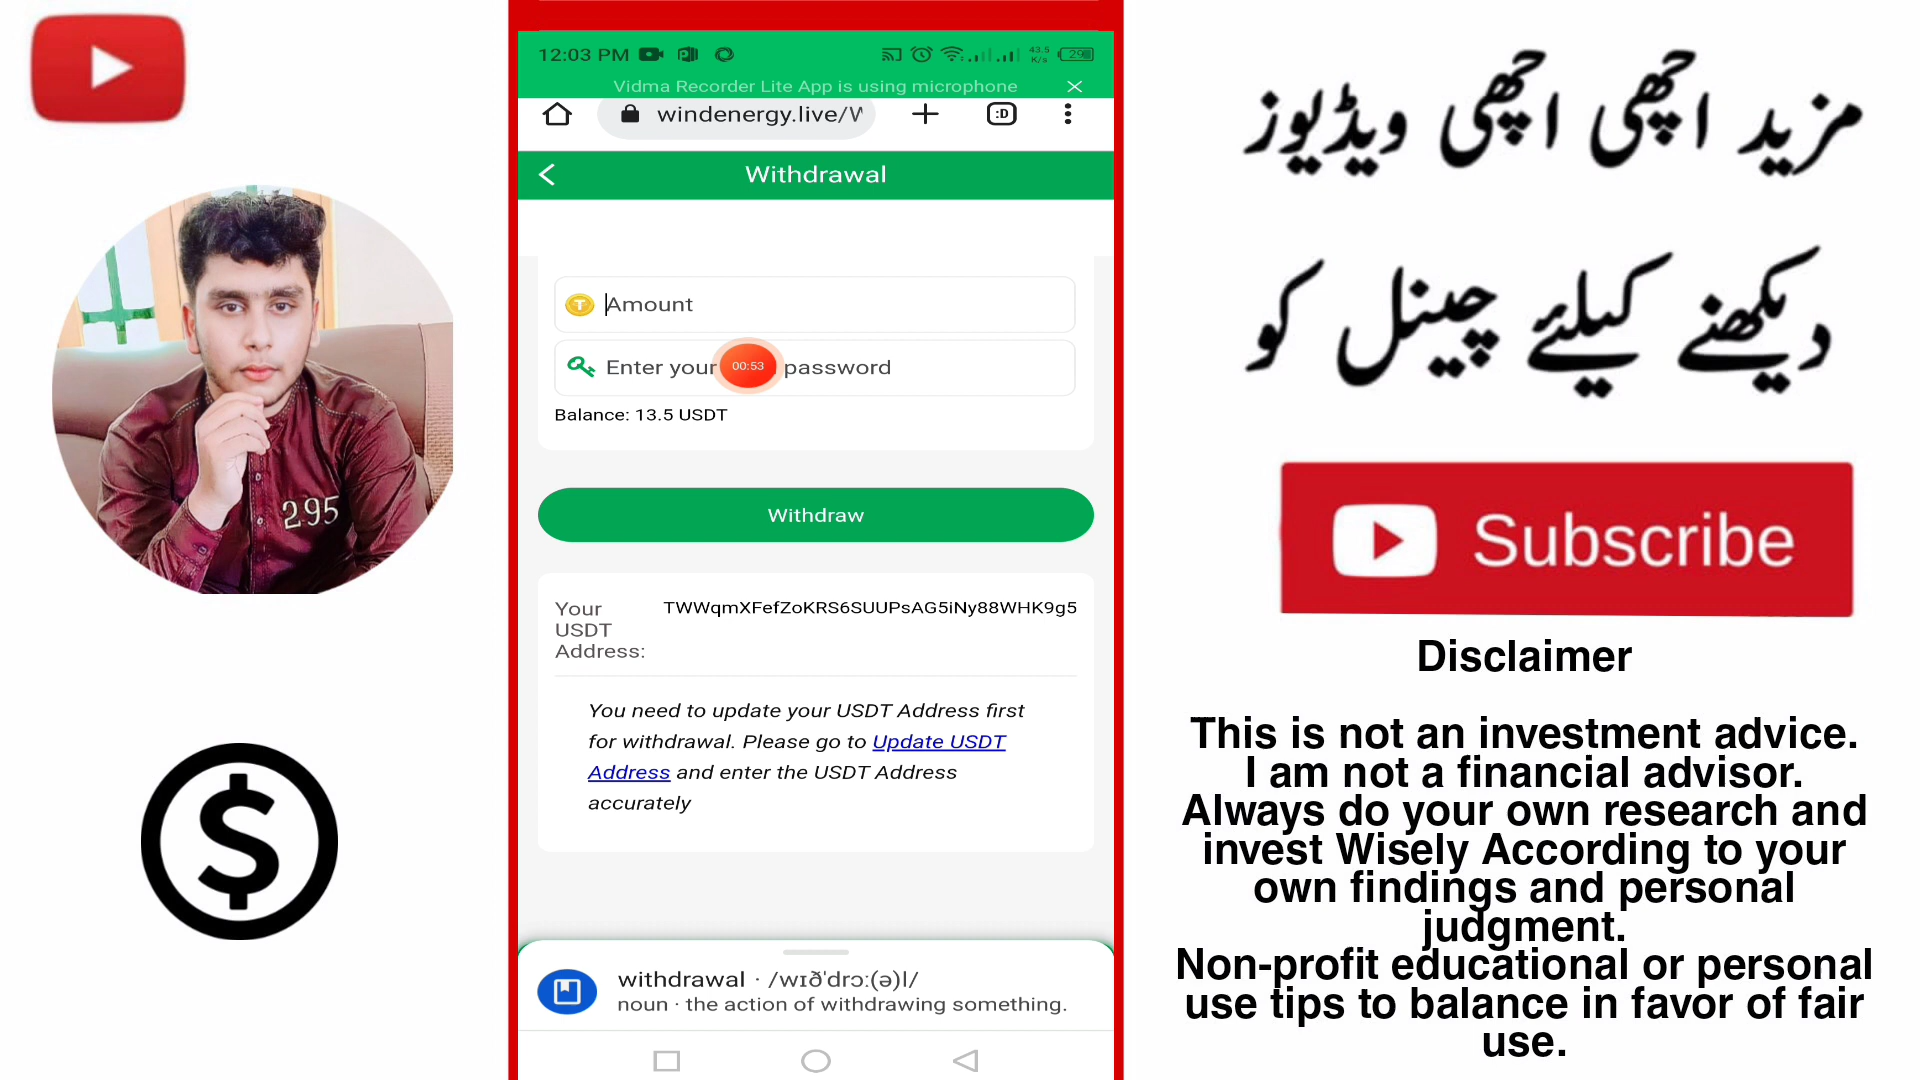 12:03 PM
43.5
K/s
29
Vidma Recorder Lite App is using microphone
windenergy.live/W
:D
Withdrawal
Amount
Enter your
00:53
password
Balance: 13.5 USDT
Withdraw
Your
USDT
Address:
TWWqmXFefZoKRS6SUUPsAG5iNy88WHK9g5
You need to update your USDT Address first
for withdrawal. Please go to Update USDT
Address and enter the USDT Address
accurately
withdrawal · /wɪðˈdrɔː(ə)l/
noun · the action of withdrawing something.
295
مزید اچھی اچھی ویڈیوز
دیکھنے کیلئے چینل کو
Subscribe
Disclaimer
This is not an investment advice.
I am not a financial advisor.
Always do your own research and
invest Wisely According to your
own findings and personal
judgment.
Non-profit educational or personal
use tips to balance in favor of fair
use.